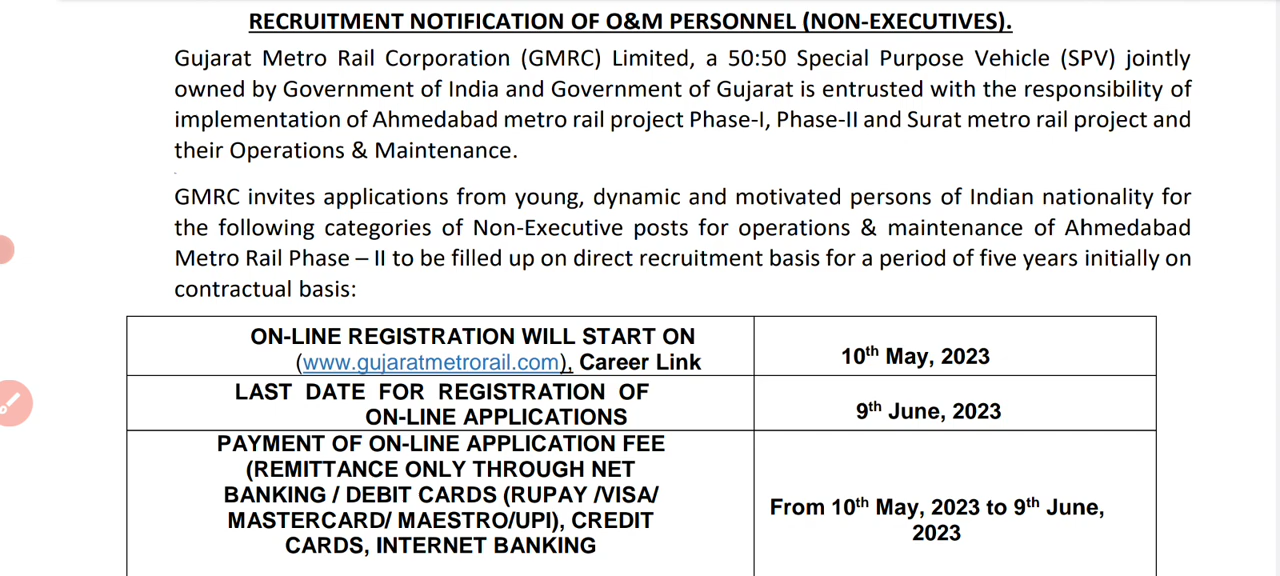 RECRUITMENT NOTIFICATION OF O&M PERSONNEL (NON-EXECUTIVES).
Gujarat Metro Rail Corporation (GMRC) Limited, a 50:50 Special Purpose Vehicle (SPV) jointly
owned by Government of India and Government of Gujarat is entrusted with the responsibility of
implementation of Ahmedabad metro rail project Phase-I, Phase-II and Surat metro rail project and
their Operations & Maintenance.
GMRC invites applications from young, dynamic and motivated persons of Indian nationality for
the following categories of Non-Executive posts for operations & maintenance of Ahmedabad
Metro Rail Phase – II to be filled up on direct recruitment basis for a period of five years initially on
contractual basis:
ON-LINE REGISTRATION WILL START ON
(www.gujaratmetrorail.com), Career Link
10th May, 2023
LAST DATE FOR REGISTRATION OF
ON-LINE APPLICATIONS
9th June, 2023
PAYMENT OF ON-LINE APPLICATION FEE
(REMITTANCE ONLY THROUGH NET
BANKING / DEBIT CARDS (RUPAY /VISA/
MASTERCARD/ MAESTRO/UPI), CREDIT
CARDS, INTERNET BANKING
From 10th May, 2023 to 9th June,
2023